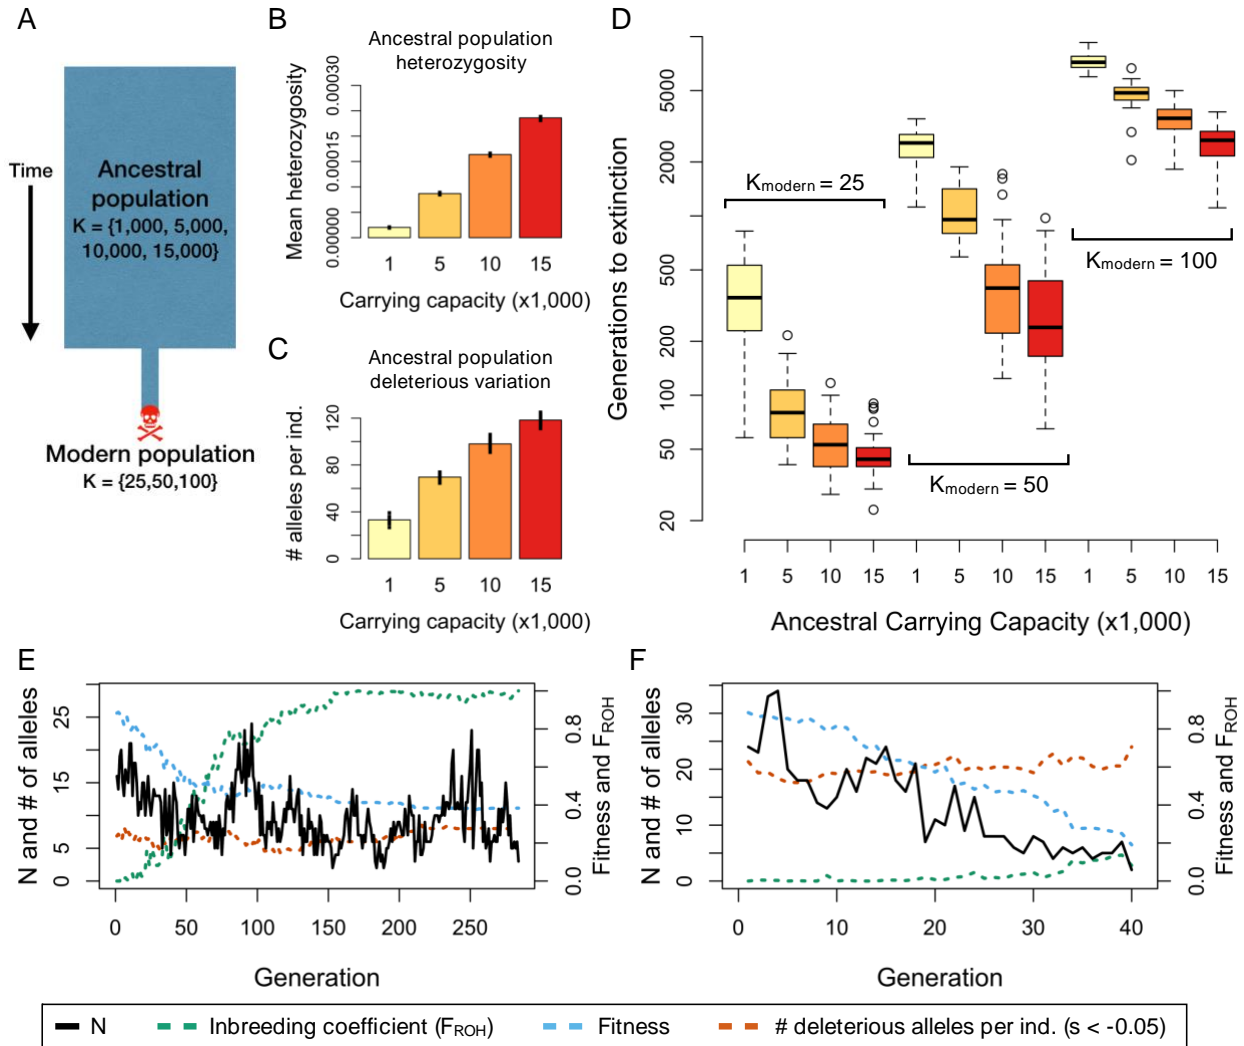 A
Time
Ancestral
population
K = {1,000, 5,000,
10,000, 15,000}
Modern population
K = {25,50,100}
B
Ancestral population
heterozygosity
Mean heterozygosity
0.00000
0.00015
0.00030
1 5 10 15
Carrying capacity (x1,000)
C
Ancestral population
deleterious variation
# alleles per ind.
0
40
80
120
1 5 10 15
Carrying capacity (x1,000)
D
Generations to extinction
5000
2000
500
200
100
50
20
Kmodern = 25
Kmodern = 50
Kmodern = 100
1 5 10 15 1 5 10 15 1 5 10 15
Ancestral Carrying Capacity (x1,000)
E
N and # of alleles
25
15
5
0
0.8
0.4
0.0
Fitness and FROH
0 50 100 150 200 250
Generation
F
N and # of alleles
30
20
10
0
0.8
0.4
0.0
Fitness and FROH
0 10 20 30 40
Generation
N Inbreeding coefficient (FROH) Fitness # deleterious alleles per ind. (s < -0.05)